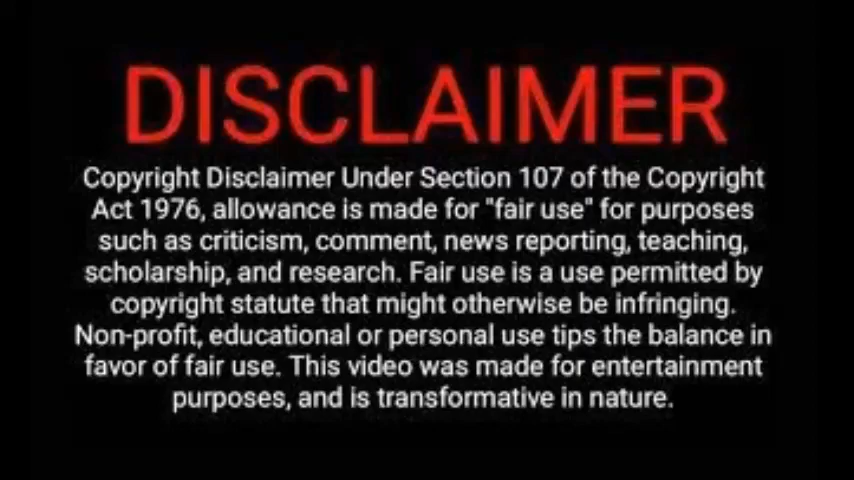 DISCLAIMER
Copyright Disclaimer Under Section 107 of the Copyright
Act 1976, allowance is made for "fair use" for purposes
such as criticism, comment, news reporting, teaching,
scholarship, and research. Fair use is a use permitted by
copyright statute that might otherwise be infringing.
Non-profit, educational or personal use tips the balance in
favor of fair use. This video was made for entertainment
purposes, and is transformative in nature.